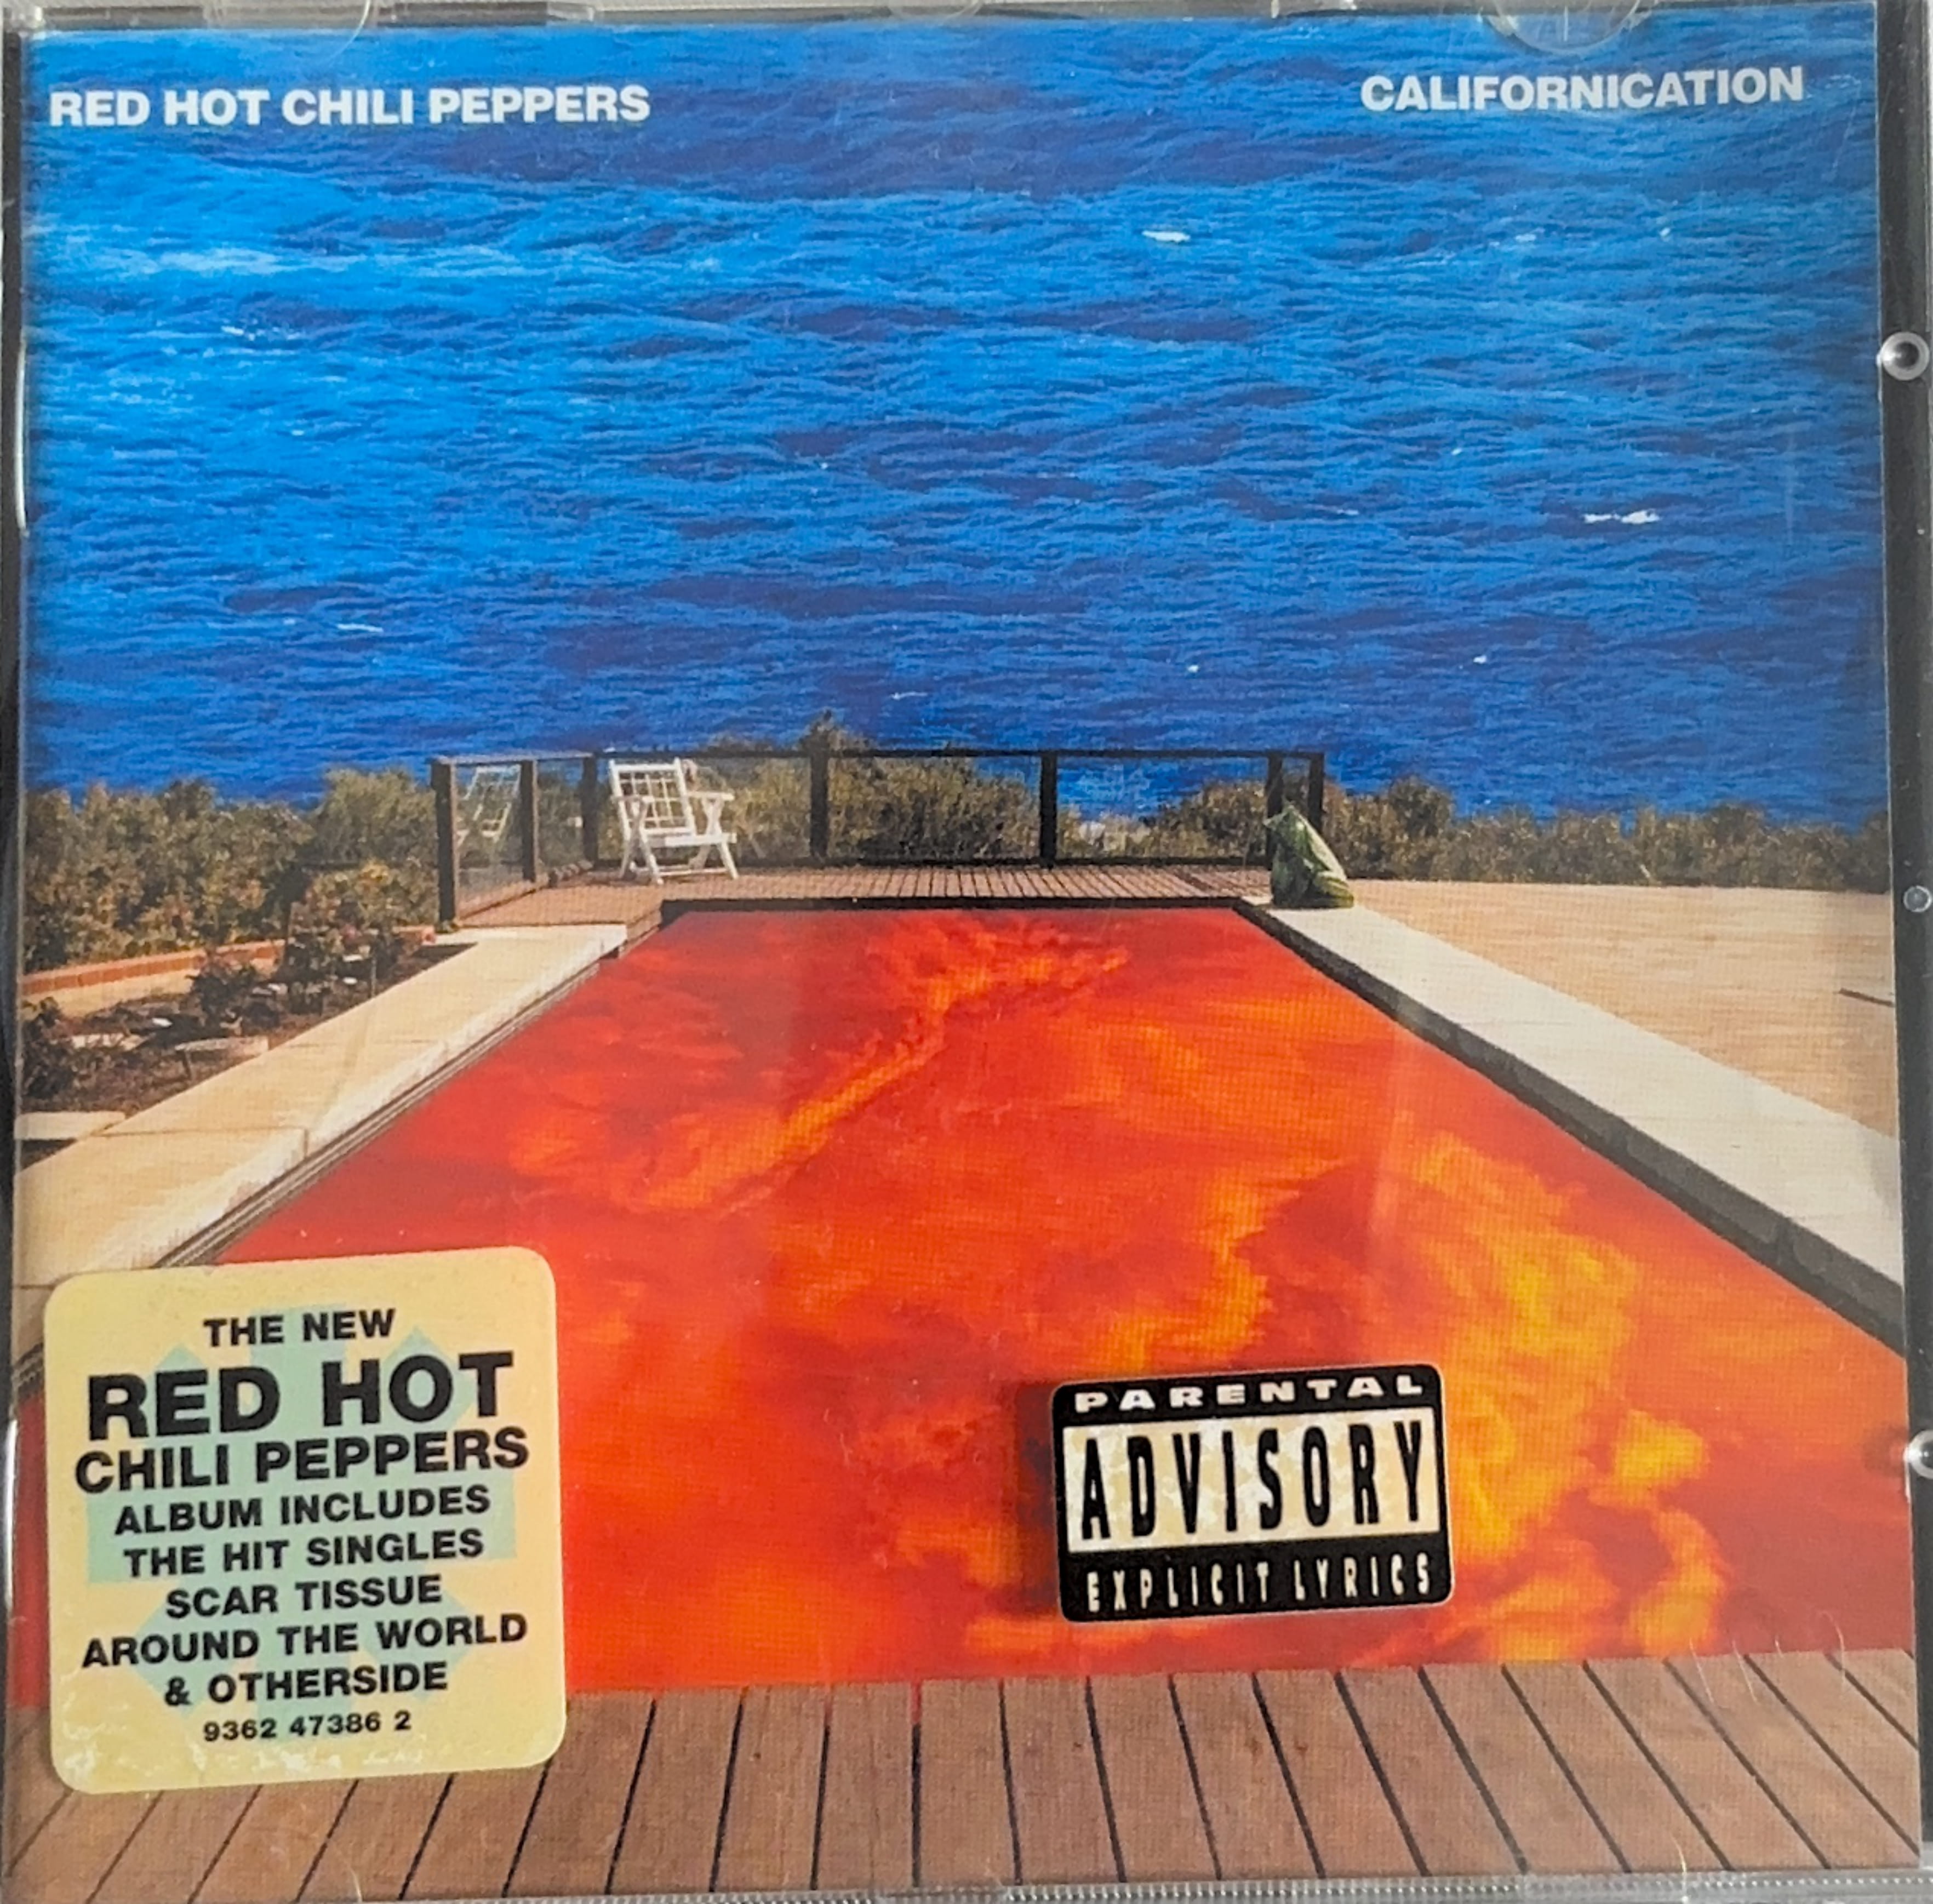 RED HOT CHILI PEPPERS
CALIFORNICATION
THE NEW
RED HOT
CHILI PEPPERS
ALBUM INCLUDES
THE HIT SINGLES
SCAR TISSUE
AROUND THE WORLD
& OTHERSIDE
9362 47386 2
PARENTAL
ADVISORY
EXPLICIT LYRICS